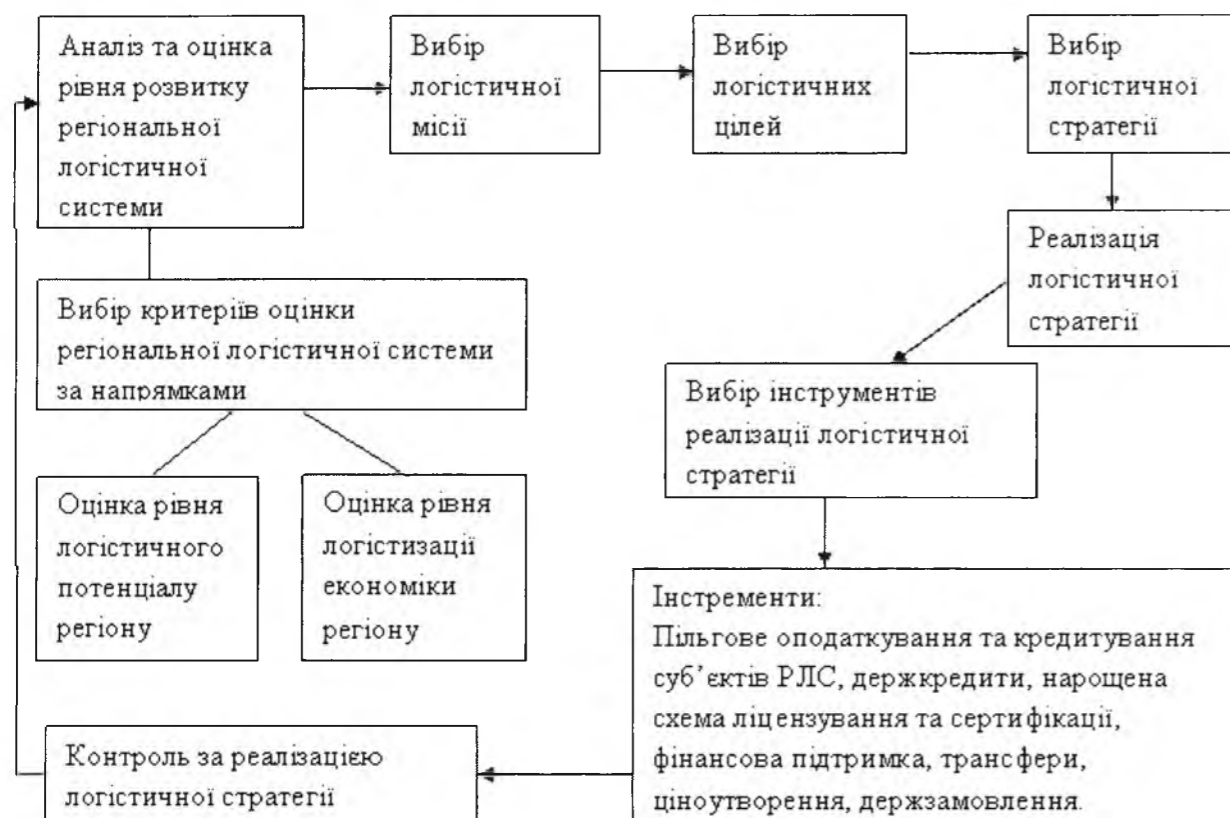 Аналіз та оцінка
рівня розвитку
регіональної
логістичної
системи
Вибір
логістичної
місії
Вибір
логістичних
цілей
Вибір
логістичної
стратегії
Реалізація
логістичної
стратегії
Вибір критеріїв оцінки
регіональної логістичної системи
за напрямками
Вибір інструментів
реалізації логістичної
стратегії
Оцінка рівня
логістичного
потенціалу
регіону
Оцінка рівня
логістизації
економіки
регіону
Інстременти:
Пільгове оподаткування та кредитування
суб’єктів РЛС, держкредити, нарощена
схема ліцензування та сертифікації,
фінансова підтримка, трансфери,
ціноутворення, держзамовлення.
Контроль за реалізацією
логістичної стратегії